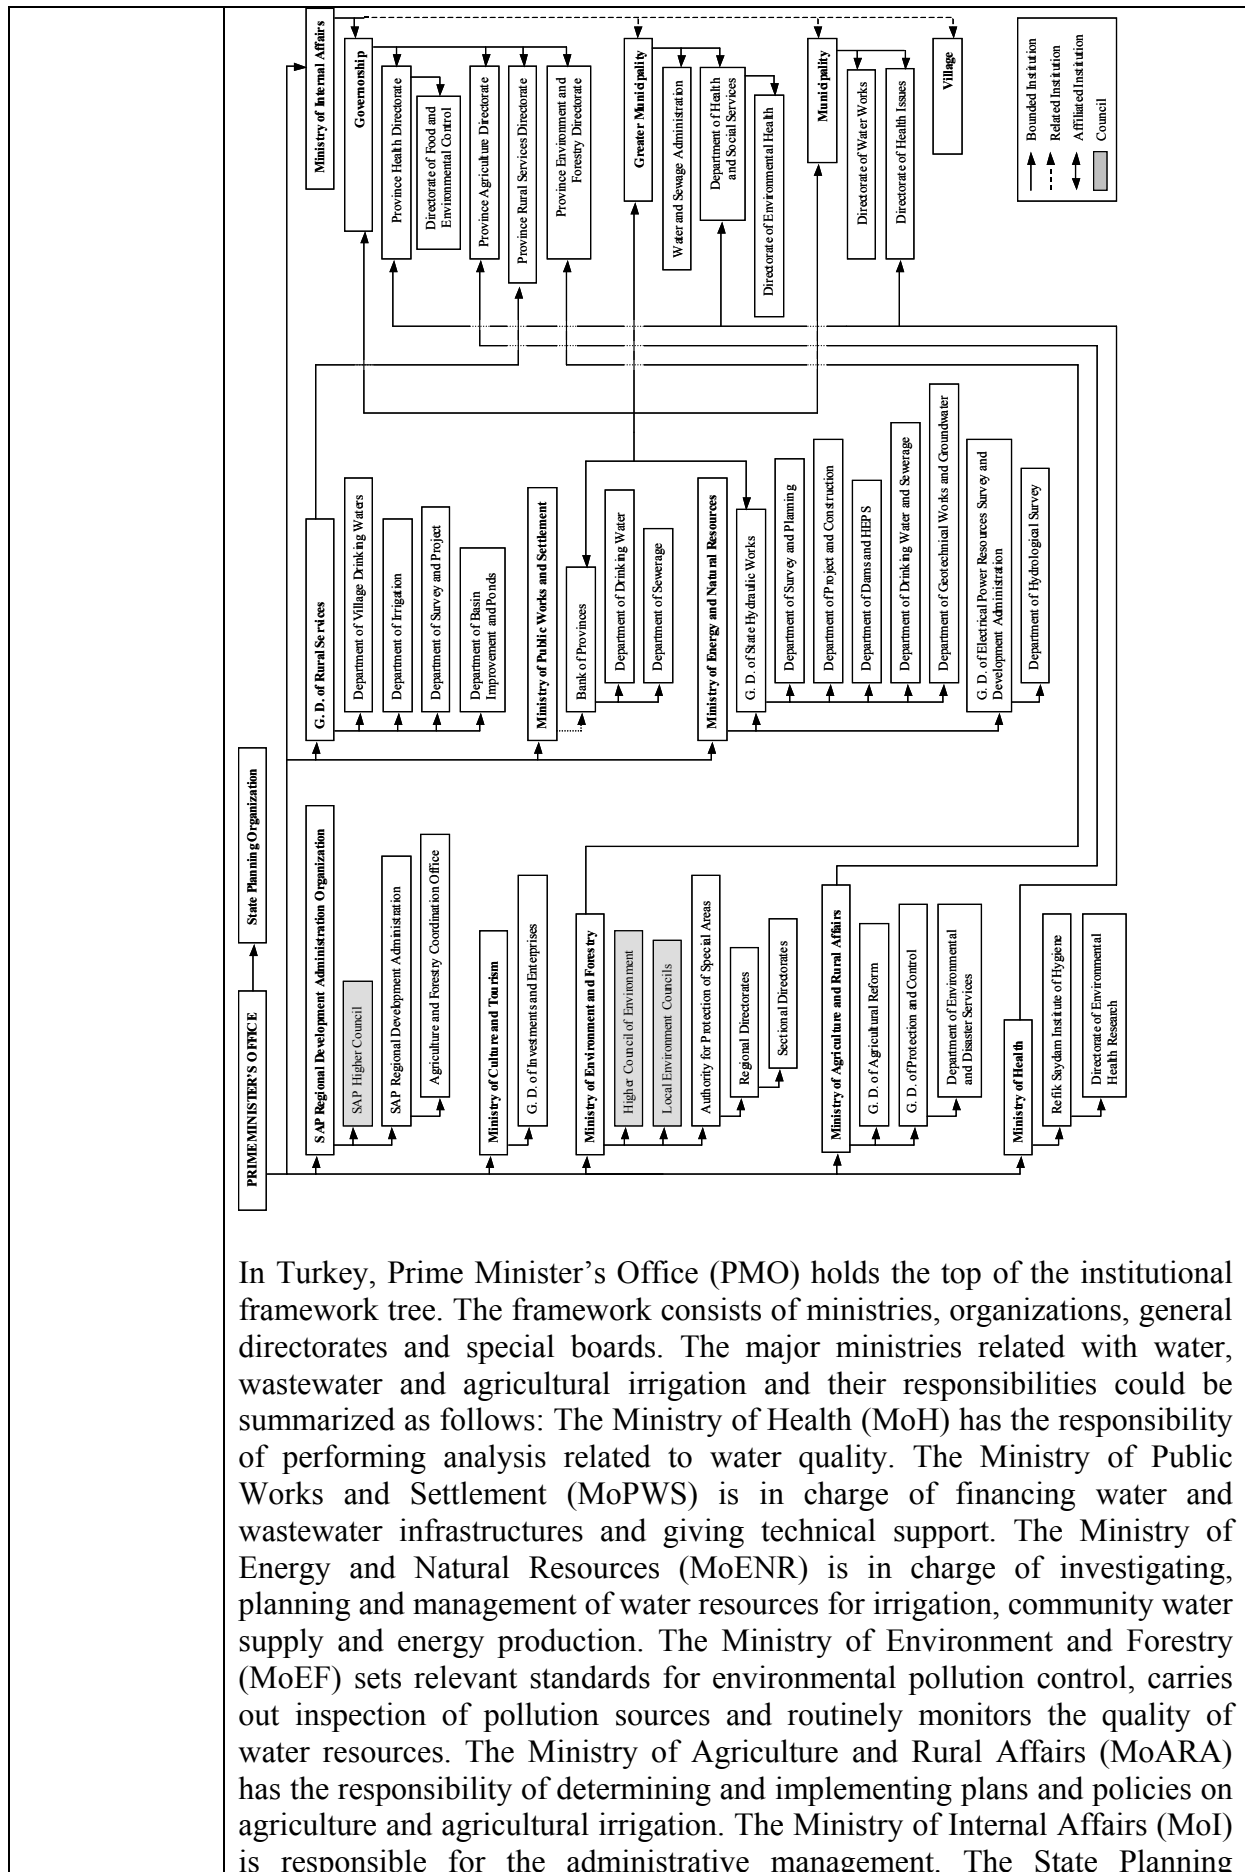 PRIME MINISTER'S OFFICE
State Planning Organization
SAP Regional Development Administration Organization
SAP Higher Council
SAP Regional Development Administration
Agriculture and Forestry Coordination Office
Ministry of Culture and Tourism
G. D. of Investments and Enterprises
Ministry of Environment and Forestry
Higher Council of Environment
Local Environment Councils
Authority for Protection of Special Areas
Regional Directorates
Sectional Directorates
Ministry of Agriculture and Rural Affairs
G. D. of Agricultural Reform
G. D. of Protection and Control
Department of Environmental
and Disaster Services
Ministry of Health
Refik Saydam Institute of Hygiene
Directorate of Environmental
Health Research
G. D. of Rural Services
Department of Village Drinking Waters
Department of Irrigation
Department of Survey and Project
Department of Basin
Improvement and Ponds
Ministry of Public Works and Settlement
Bank of Provinces
Department of Drinking Water
Department of Sewerage
Ministry of Energy and Natural Resources
G. D. of State Hydraulic Works
Department of Survey and Planning
Department of Project and Construction
Department of Dams and HEPS
Department of Drinking Water and Sewerage
Department of Geotechnical Works and Groundwater
G. D. of Electrical Power Resources Survey and
Development Administration
Department of Hydrological Survey
Ministry of Internal Affairs
Governorship
Province Health Directorate
Directorate of Food and
Environmental Control
Province Agriculture Directorate
Province Rural Services Directorate
Province Environment and
Forestry Directorate
Greater Municipality
Water and Sewage Administration
Department of Health
and Social Services
Directorate of Environmental Health
Municipality
Directorate of Water Works
Directorate of Health Issues
Village
Bounded Institution
Related Institution
Affiliated Institution
Council
In Turkey, Prime Minister's Office (PMO) holds the top of the institutional
framework tree. The framework consists of ministries, organizations, general
directorates and special boards. The major ministries related with water,
wastewater and agricultural irrigation and their responsibilities could be
summarized as follows: The Ministry of Health (MoH) has the responsibility
of performing analysis related to water quality. The Ministry of Public
Works and Settlement (MoPWS) is in charge of financing water and
wastewater infrastructures and giving technical support. The Ministry of
Energy and Natural Resources (MoENR) is in charge of investigating,
planning and management of water resources for irrigation, community water
supply and energy production. The Ministry of Environment and Forestry
(MoEF) sets relevant standards for environmental pollution control, carries
out inspection of pollution sources and routinely monitors the quality of
water resources. The Ministry of Agriculture and Rural Affairs (MoARA)
has the responsibility of determining and implementing plans and policies on
agriculture and agricultural irrigation. The Ministry of Internal Affairs (MoI)
is responsible for the administrative management. The State Planning